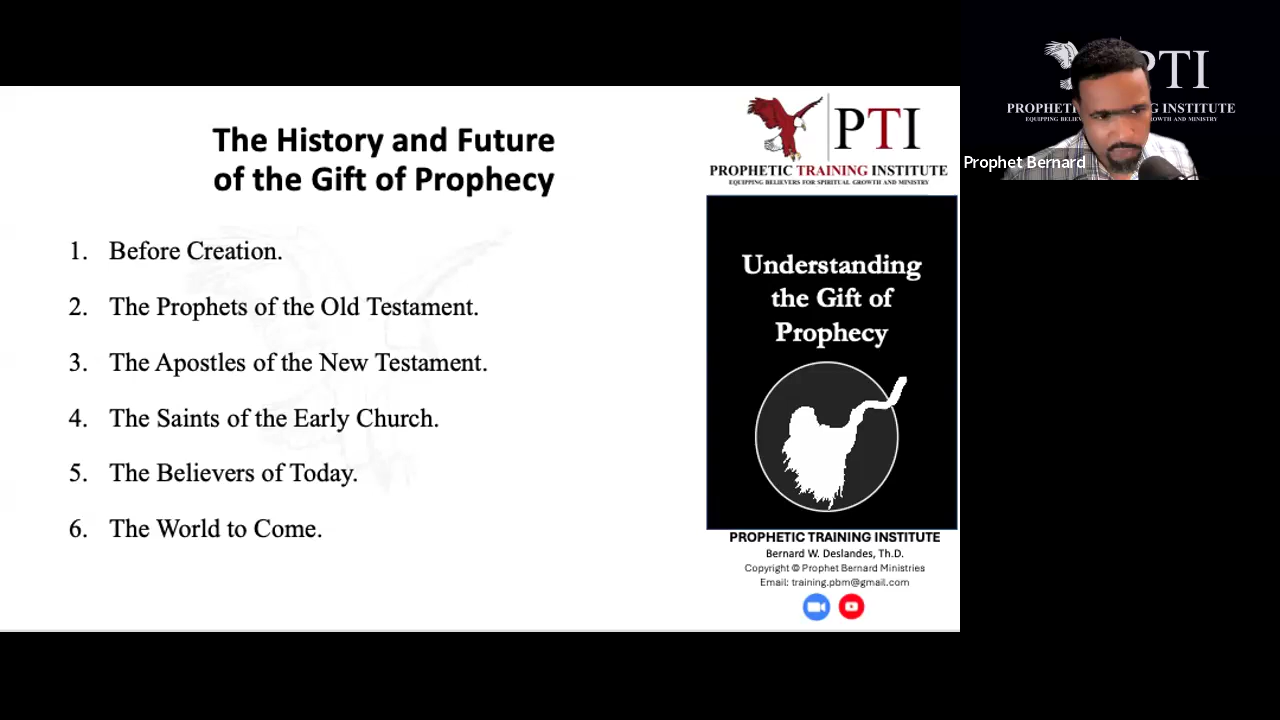 The History and Future
of the Gift of Prophecy
1. Before Creation.
2. The Prophets of the Old Testament.
3. The Apostles of the New Testament.
4. The Saints of the Early Church.
5. The Believers of Today.
6. The World to Come.
PTI
PROPHETIC TRAINING INSTITUTE
EQUIPPING BELIEVERS FOR SPIRITUAL GROWTH AND MINISTRY
Understanding
the Gift of
Prophecy
PROPHETIC TRAINING INSTITUTE
Bernard W. Deslandes, Th.D.
Copyright © Prophet Bernard Ministries
Email: training.pbm@gmail.com
PTI
INSTITUTE
Prophet Bernard